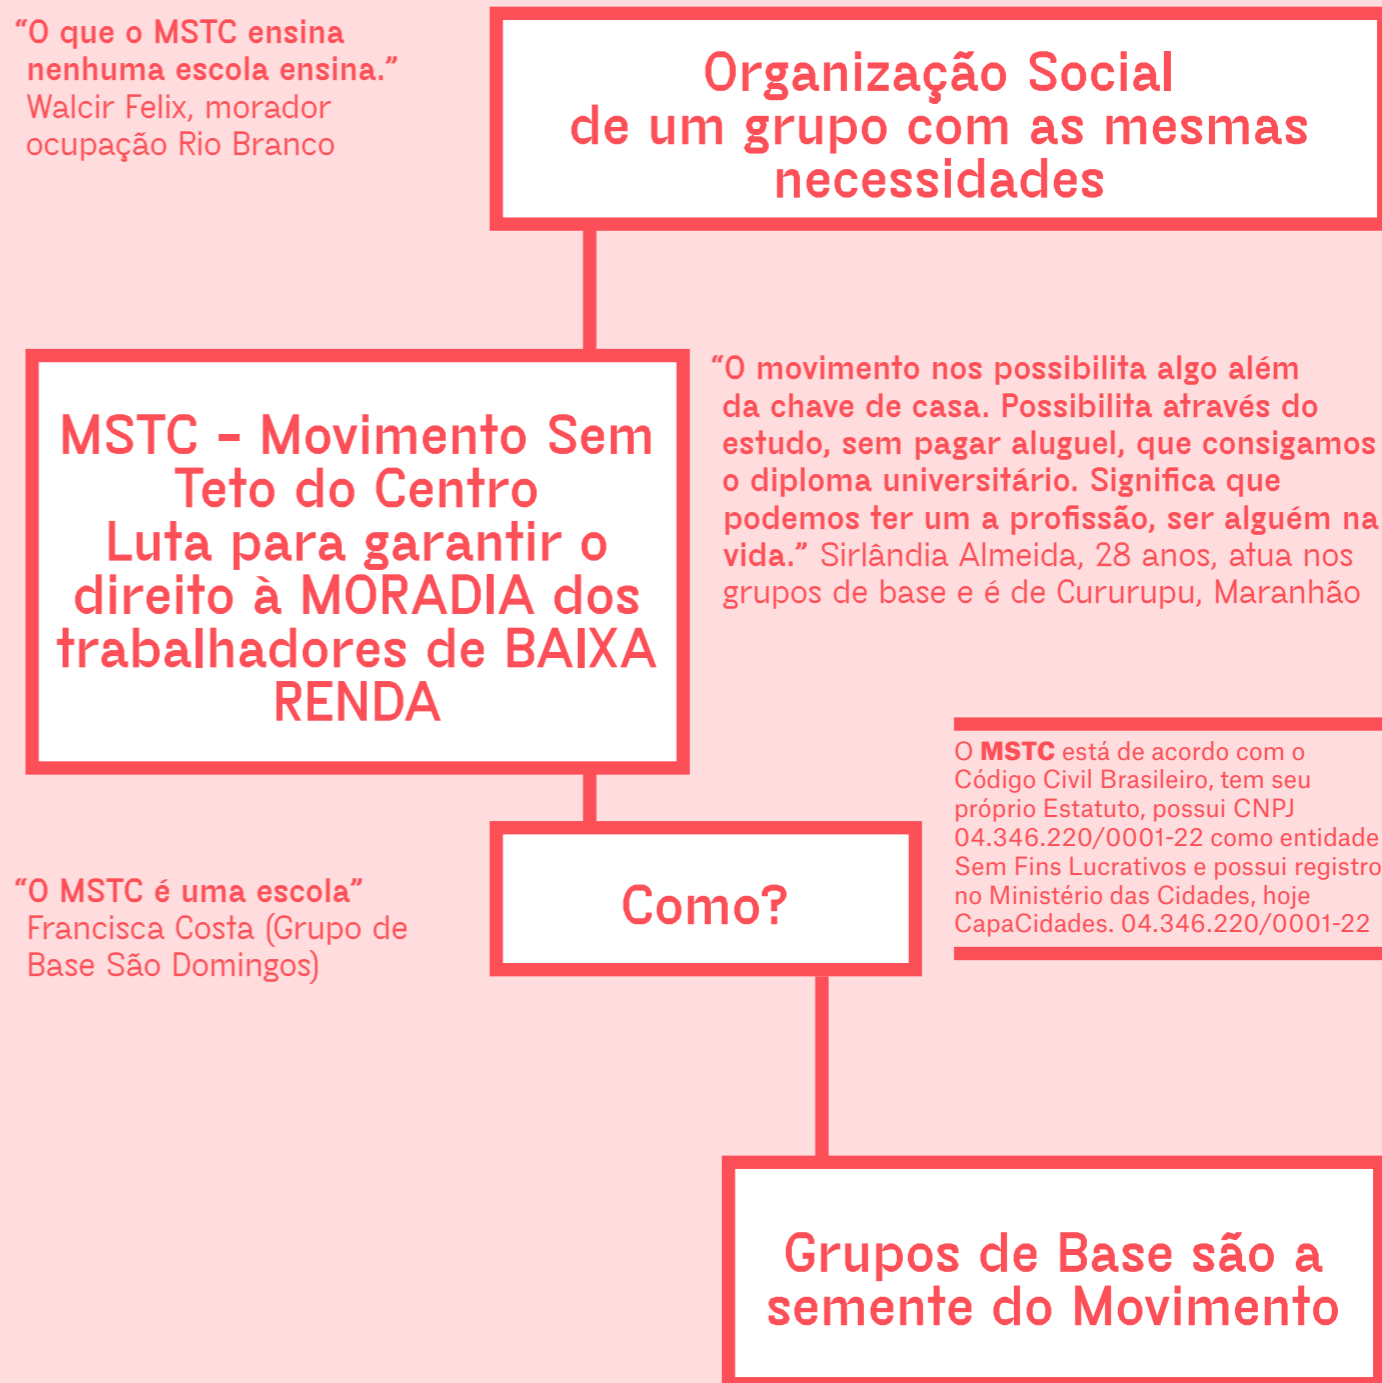 “O que o MSTC ensina
nenhuma escola ensina.”
Walcir Felix, morador
ocupação Rio Branco
Organização Social
de um grupo com as mesmas
necessidades
MSTC - Movimento Sem
Teto do Centro
Luta para garantir o
direito à MORADIA dos
trabalhadores de BAIXA
RENDA
“O movimento nos possibilita algo além
da chave de casa. Possibilita através do
estudo, sem pagar aluguel, que consigamos
o diploma universitário. Significa que
podemos ter um a profissão, ser alguém na
vida.” Sirlândia Almeida, 28 anos, atua nos
grupos de base e é de Cururupu, Maranhão
O MSTC está de acordo com o
Código Civil Brasileiro, tem seu
próprio Estatuto, possui CNPJ
04.346.220/0001-22 como entidade
Sem Fins Lucrativos e possui registro
no Ministério das Cidades, hoje
CapaCidades. 04.346.220/0001-22
“O MSTC é uma escola”
Francisca Costa (Grupo de
Base São Domingos)
Como?
Grupos de Base são a
semente do Movimento